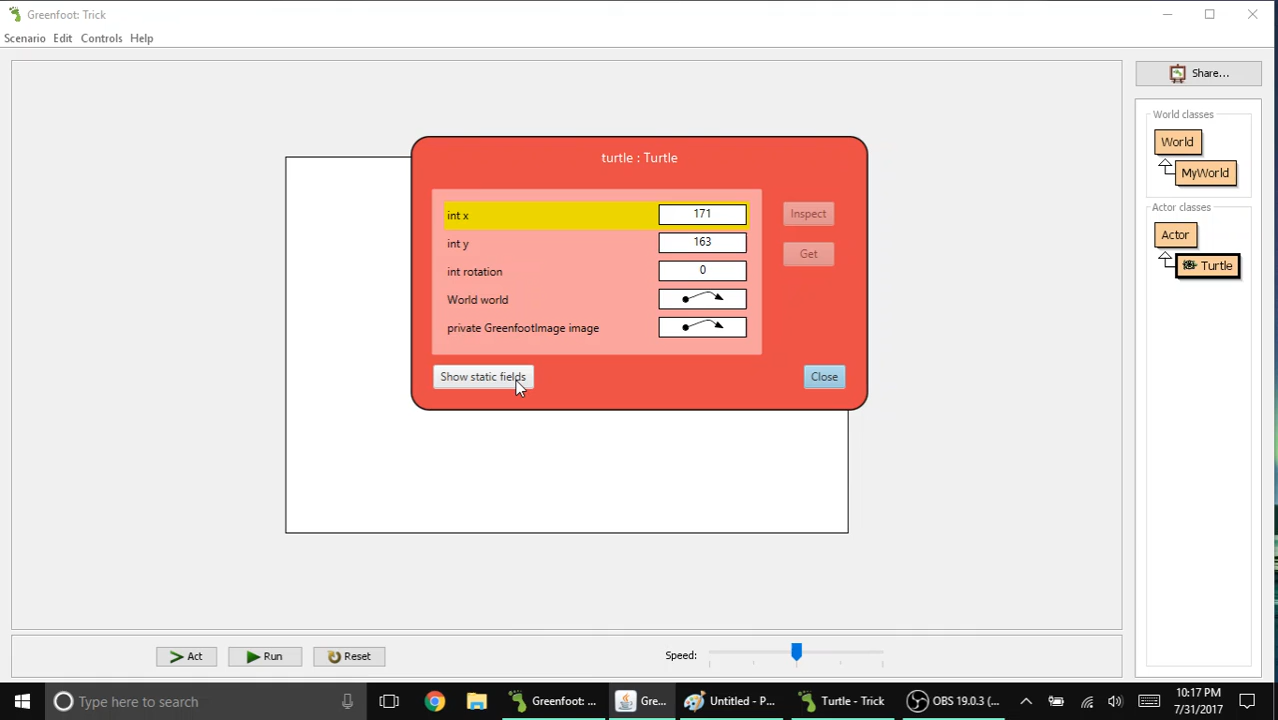 Greenfoot: Trick
Scenario Edit Controls Help
Share...
World classes
World
MyWorld
Actor classes
Actor
Turtle
turtle : Turtle
int x 171
int y 163
int rotation 0
World world
private GreenfootImage image
Inspect
Get
Show static fields
Close
Act
Run
Reset
Speed:
Type here to search
Greenfoot: ...
Gre...
Untitled - P...
Turtle - Trick
OBS 19.0.3 (...
10:17 PM
7/31/2017